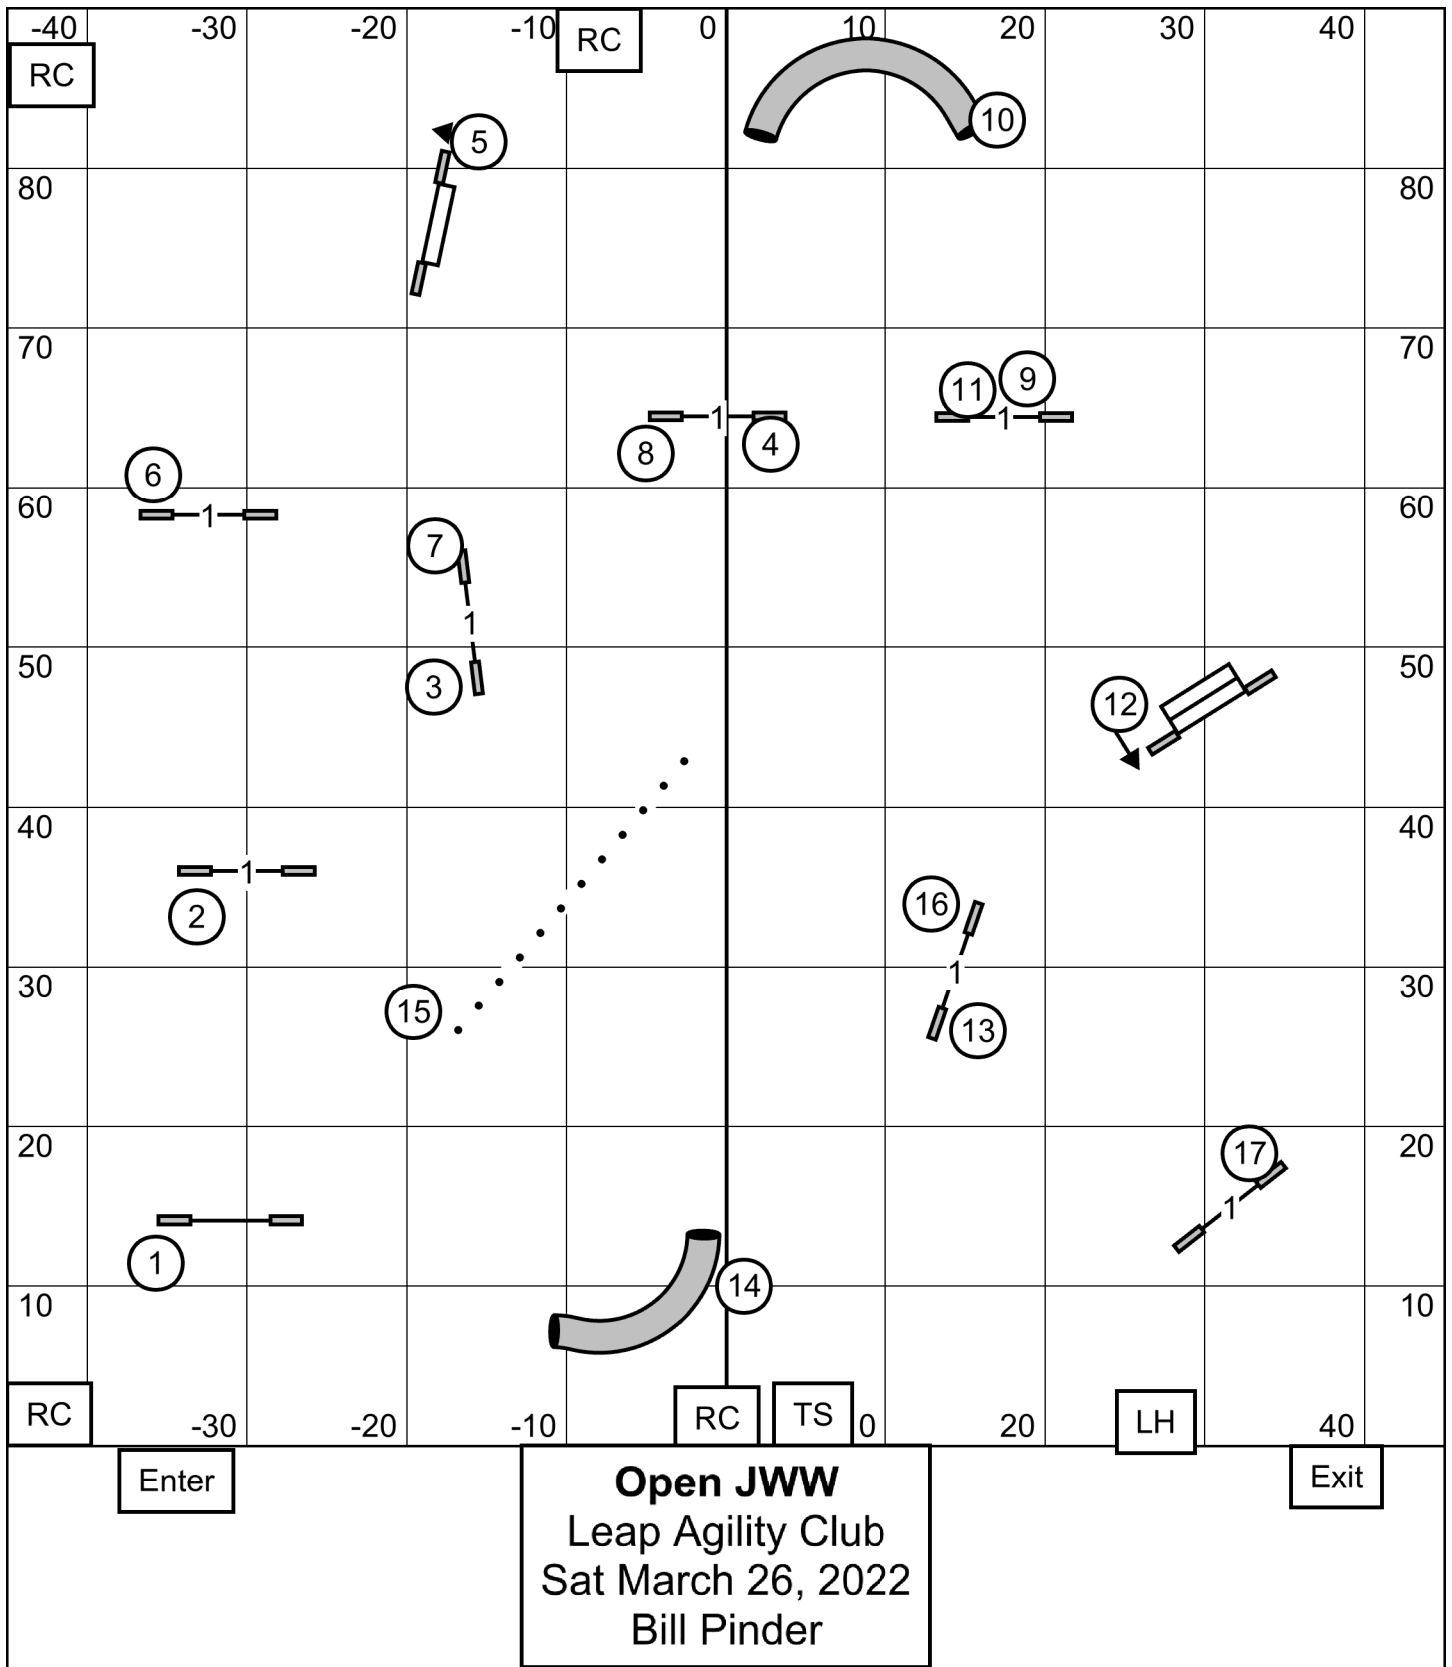 -40 -30 -20 -10 0 10 20 30 40
RC
RC
10
5
80 80
70 70
11 9
8 1 4 1
6
60 60
1
7
1
50 50
3
12
40 40
1
2
16
30 30
1
15
13
20 20
17
1
1
14
10 10
RC -30 -20 -10 RC TS 0 20 LH 40
Enter Exit
Open JWW
Leap Agility Club
Sat March 26, 2022
Bill Pinder